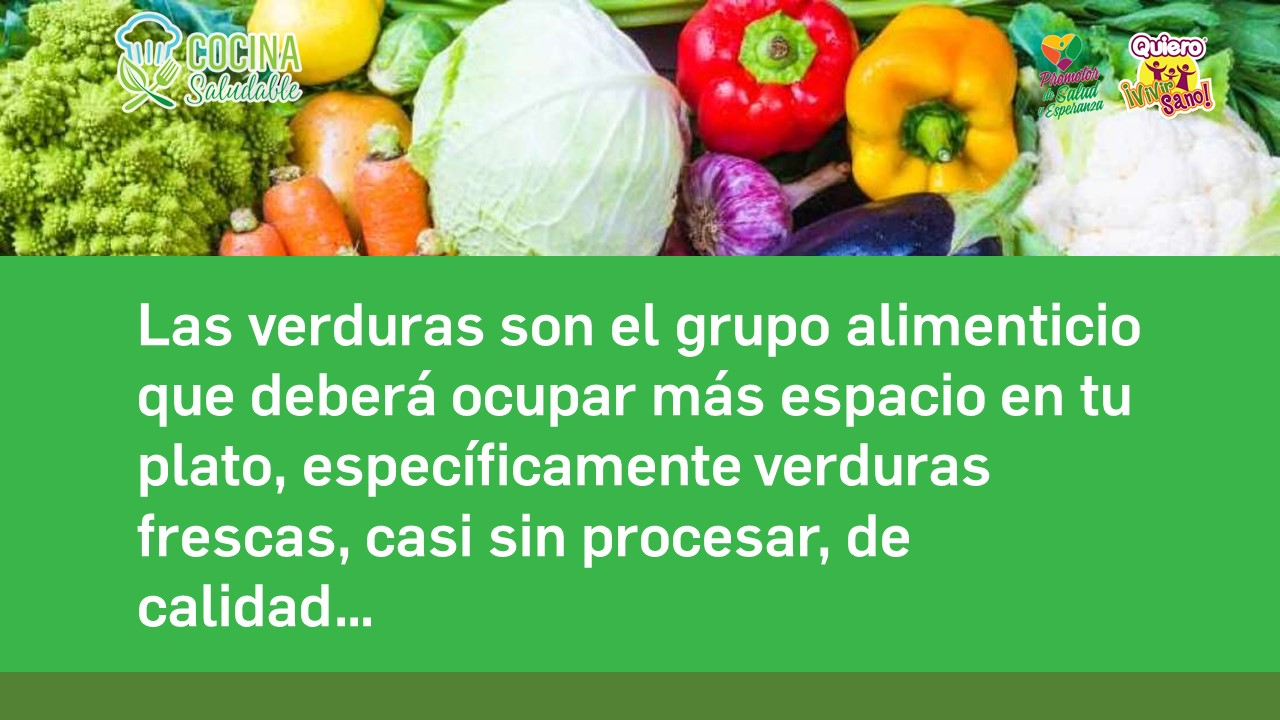 COCINA
Saludable
Promotor
de Salud
y Esperanza
Quiero
¡Vivir
Sano!
Las verduras son el grupo alimenticio
que deberá ocupar más espacio en tu
plato, específicamente verduras
frescas, casi sin procesar, de
calidad...